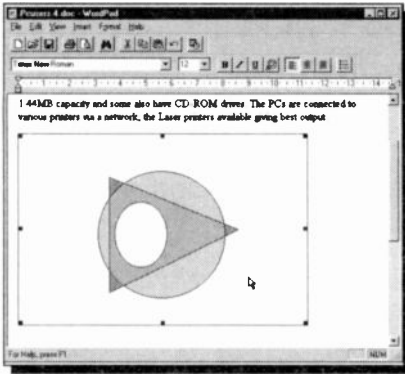 Printers 4.doc - WordPad
File Edit View Insert Format Help
Times New Roman 12 B I U
1 44MB capacity and some also have CD ROM drives The PCs are connected to
various printers via a network, the Laser printers available giving best output
For Help, press F1 NUM